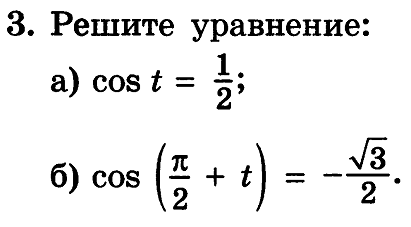 3. Решите уравнение:
а) cos t = 1/2;
б) cos (π/2 + t) = −√3/2.